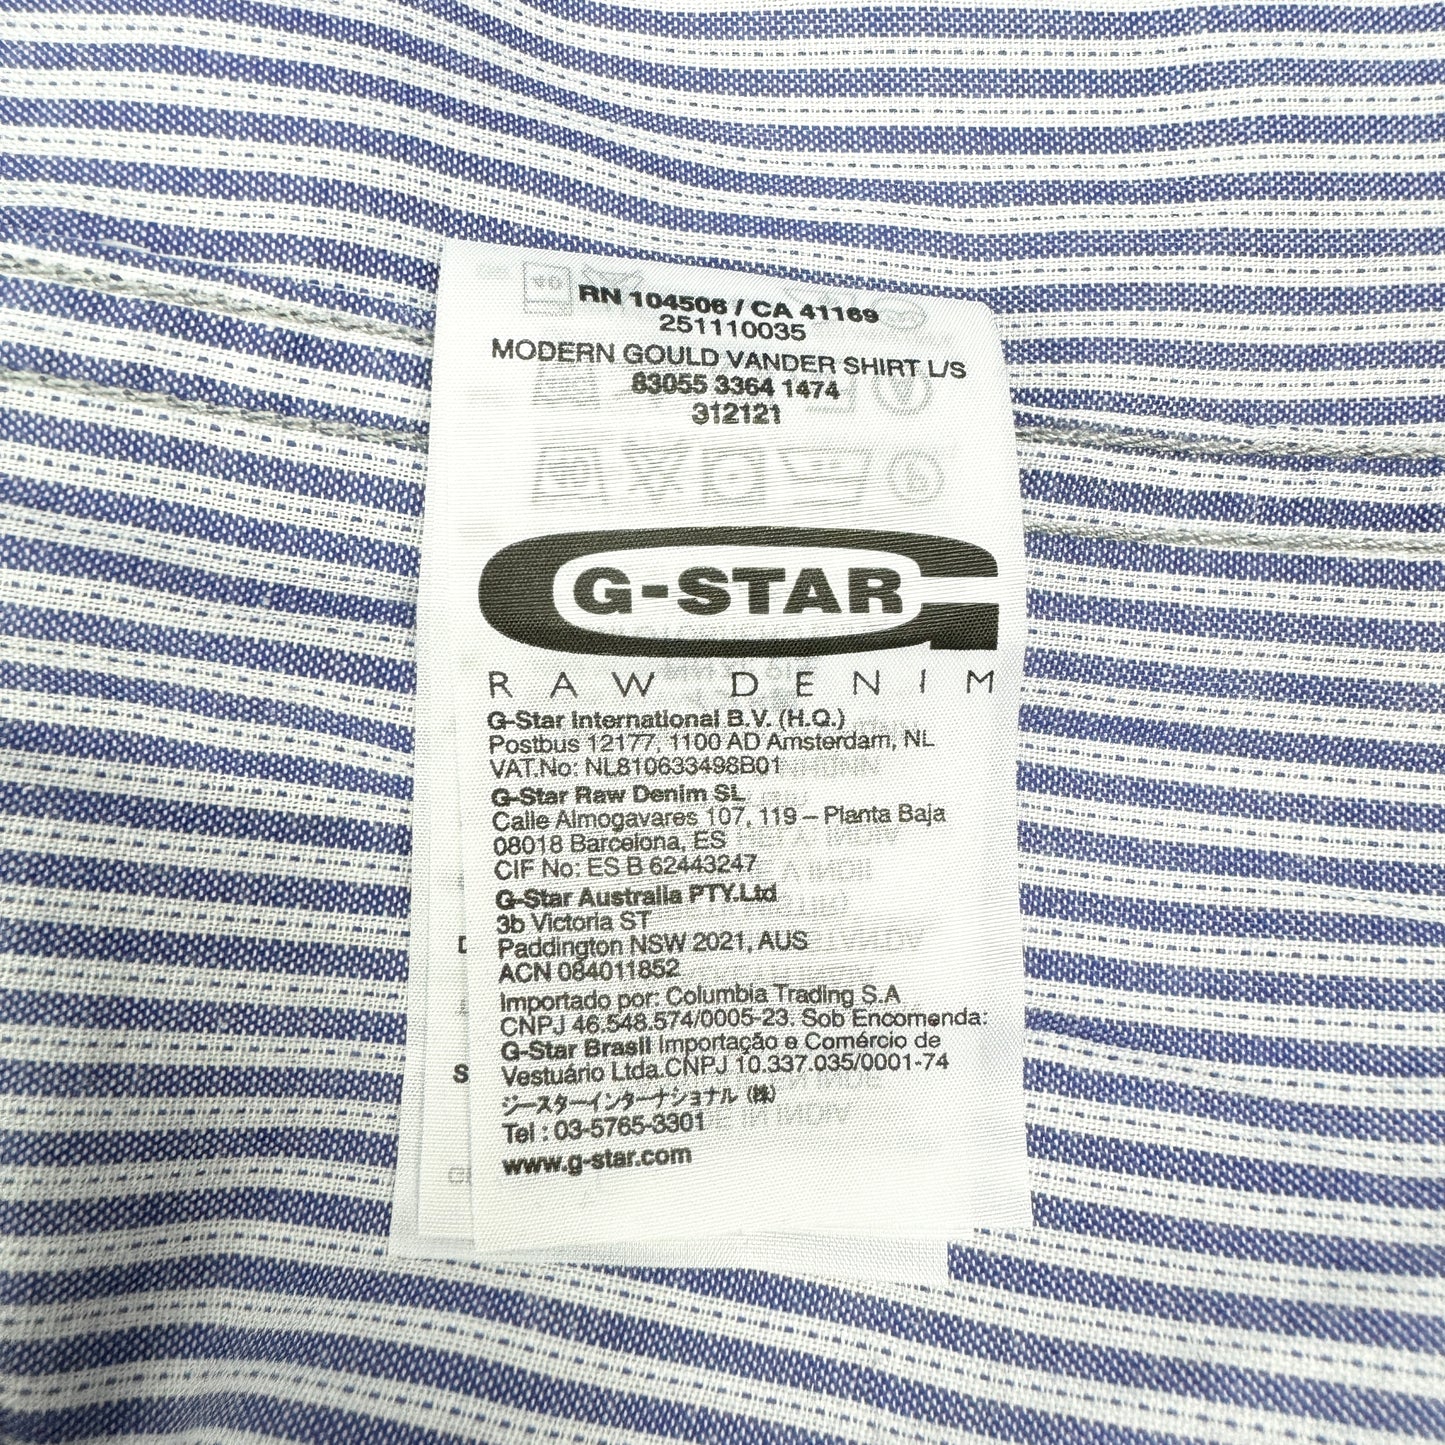 RN 104506 / CA 41169
251110035
MODERN GOULD VANDER SHIRT L/S
83055 3364 1474
312121
G-STAR
RAW DENIM
G-Star International B.V. (H.Q.)
Postbus 12177, 1100 AD Amsterdam, NL
VAT.No: NL810633498B01
G-Star Raw Denim SL
Calle Almogavares 107, 119 – Planta Baja
08018 Barcelona, ES
CIF No: ES B 62443247
G-Star Australia PTY.Ltd
3b Victoria ST
Paddington NSW 2021, AUS
ACN 084011852
Importado por: Columbia Trading S.A
CNPJ 46.548.574/0005-23. Sob Encomenda:
G-Star Brasil Importação e Comércio de
Vestuário Ltda.CNPJ 10.337.035/0001-74
ジースターインターナショナル (株)
Tel : 03-5765-3301
www.g-star.com